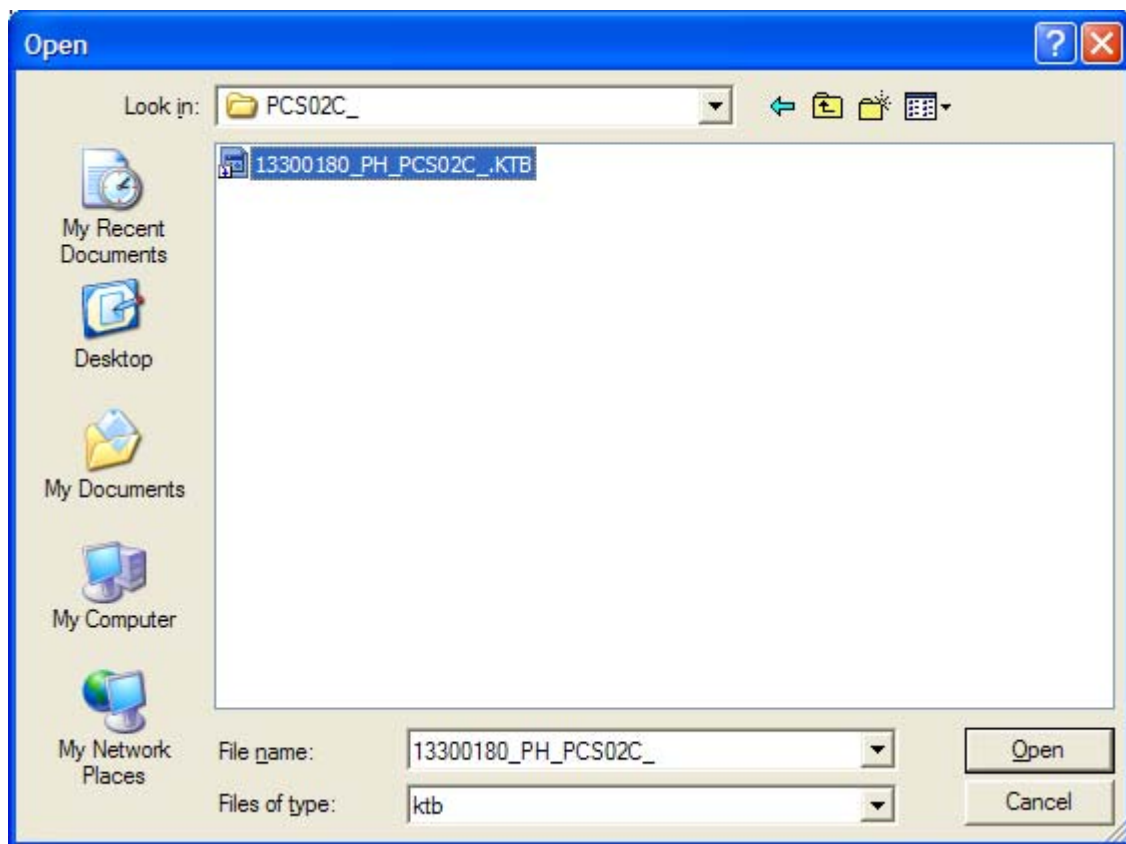 Open
Look in:
PCS02C_
13300180_PH_PCS02C_.KTB
My Recent
Documents
Desktop
My Documents
My Computer
My Network
Places
File name:
13300180_PH_PCS02C_
Open
Files of type:
ktb
Cancel